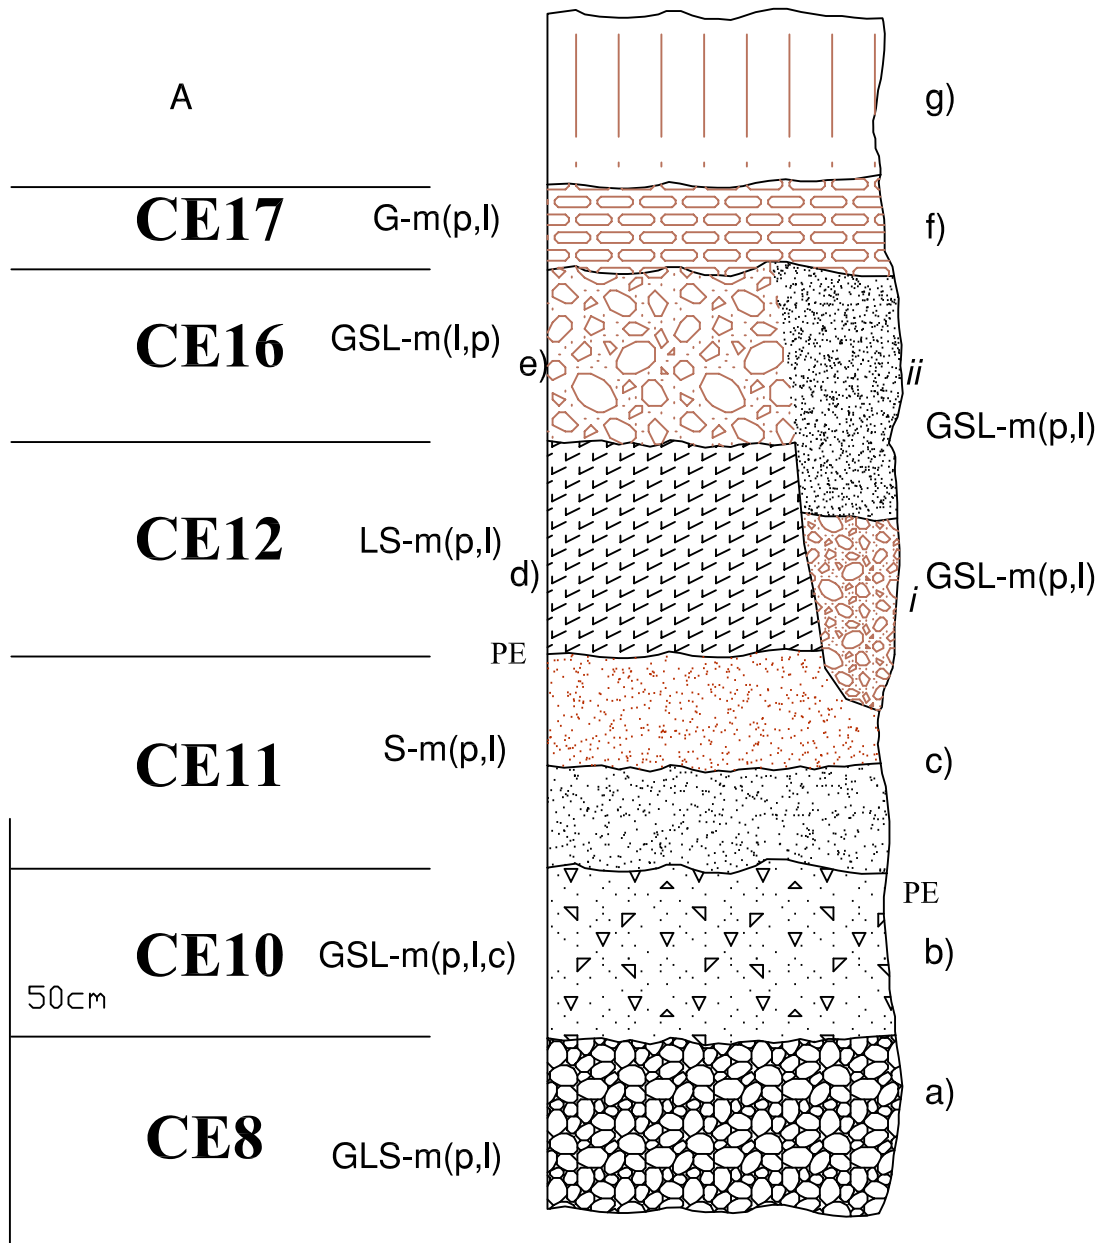 A
g)
CE17 G-m(p,l)
f)
CE16 GSL-m(l,p)
e)
ii
GSL-m(p,l)
CE12 LS-m(p,l)
d)
i
GSL-m(p,l)
PE
CE11 S-m(p,l)
c)
PE
CE10 GSL-m(p,l,c)
b)
50cm
a)
CE8 GLS-m(p,l)